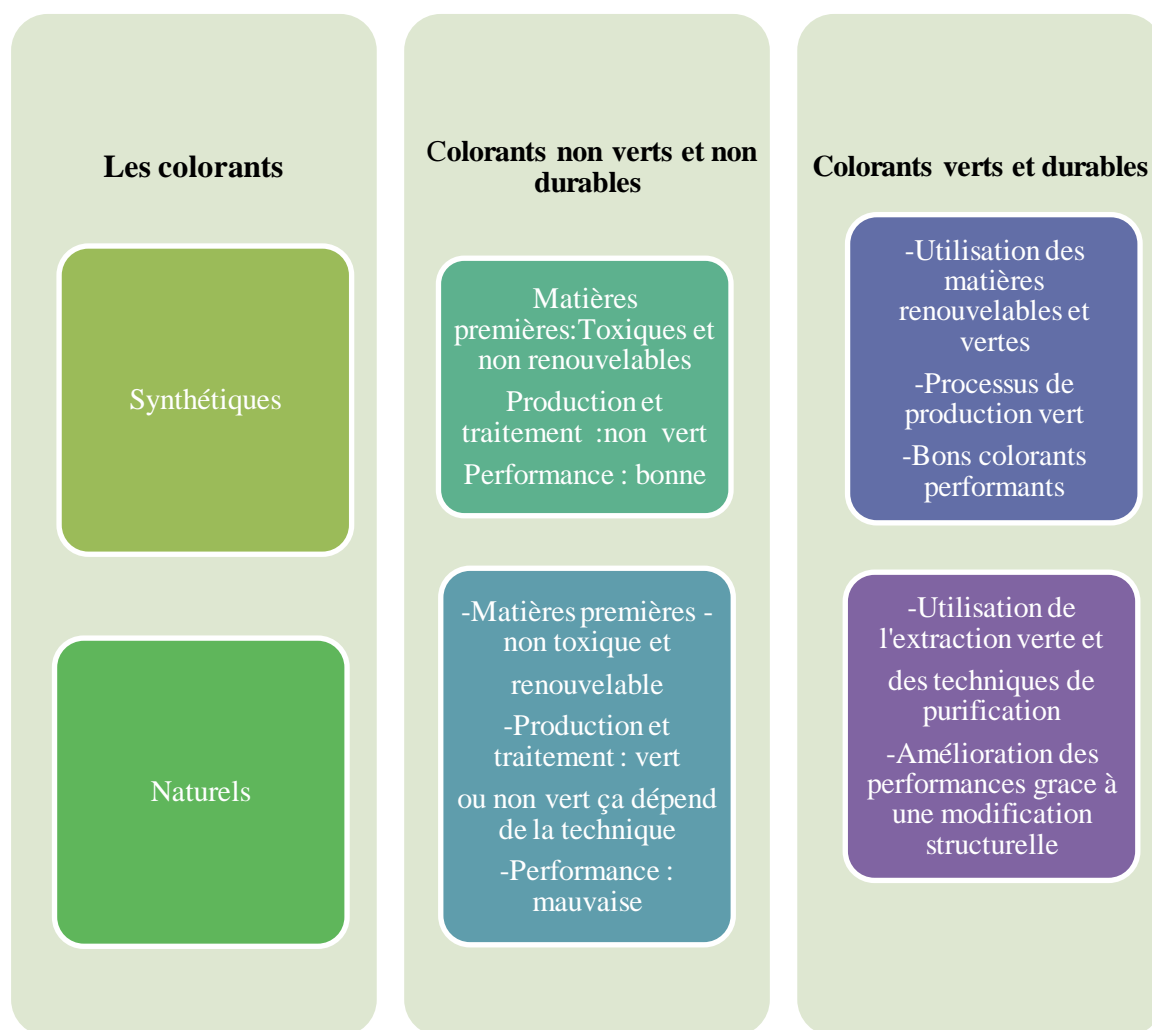 Les colorants
Synthétiques
Naturels
Colorants non verts et non
durables
Matières
premières:Toxiques et
non renouvelables
Production et
traitement :non vert
Performance : bonne
-Matières premières -
non toxique et
renouvelable
-Production et
traitement : vert
ou non vert ça dépend
de la technique
-Performance :
mauvaise
Colorants verts et durables
-Utilisation des
matières
renouvelables et
vertes
-Processus de
production vert
-Bons colorants
performants
-Utilisation de
l'extraction verte et
des techniques de
purification
-Amélioration des
performances grace à
une modification
structurelle